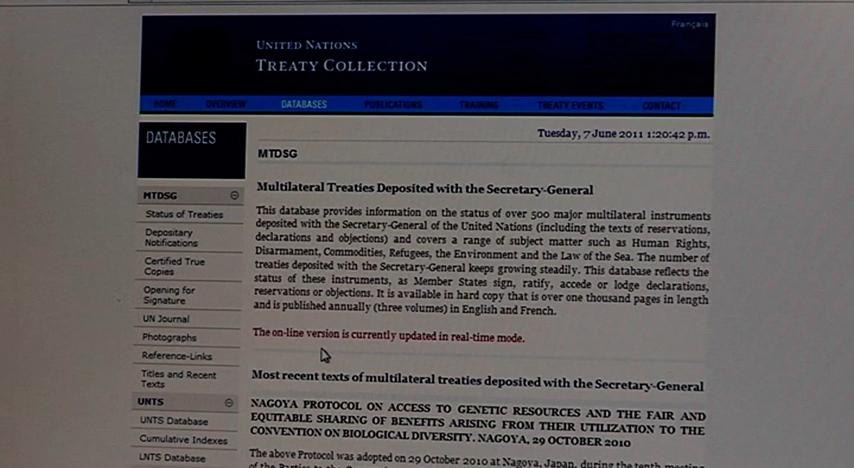 Français
UNITED NATIONS
TREATY COLLECTION
HOME OVERVIEW DATABASES PUBLICATIONS TRAINING TREATY EVENTS CONTACT
DATABASES
Tuesday, 7 June 2011 1:20:42 p.m.
MTDSG
MTDSG
Status of Treaties
Depositary
Notifications
Certified True
Copies
Opening for
Signature
UN Journal
Photographs
Reference-Links
Titles and Recent
Texts
UNTS
UNTS Database
Cumulative Indexes
LNTS Database
Multilateral Treaties Deposited with the Secretary-General
This database provides information on the status of over 500 major multilateral instruments
deposited with the Secretary-General of the United Nations (including the texts of reservations,
declarations and objections) and covers a range of subject matter such as Human Rights,
Disarmament, Commodities, Refugees, the Environment and the Law of the Sea. The number of
treaties deposited with the Secretary-General keeps growing steadily. This database reflects the
status of these instruments, as Member States sign, ratify, accede or lodge declarations,
reservations or objections. It is available in hard copy that is over one thousand pages in length
and is published annually (three volumes) in English and French.
The on-line version is currently updated in real-time mode.
Most recent texts of multilateral treaties deposited with the Secretary-General
NAGOYA PROTOCOL ON ACCESS TO GENETIC RESOURCES AND THE FAIR AND
EQUITABLE SHARING OF BENEFITS ARISING FROM THEIR UTILIZATION TO THE
CONVENTION ON BIOLOGICAL DIVERSITY. NAGOYA, 29 OCTOBER 2010
The above Protocol was adopted on 29 October 2010 at Nagoya, Japan, during the tenth meeting
of the Parties to the